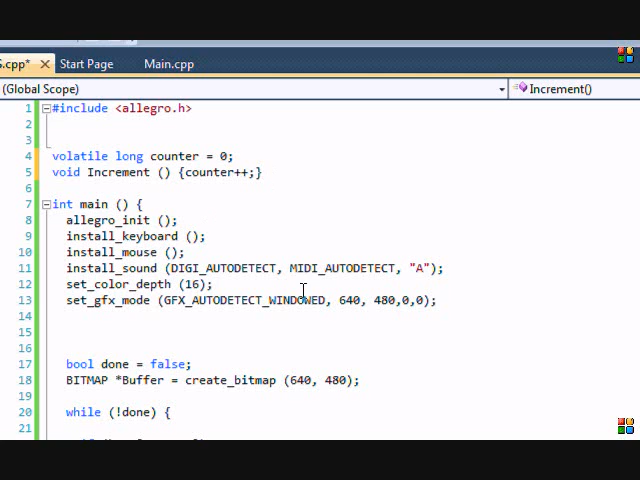 S.cpp* Start Page Main.cpp
(Global Scope) Increment()
1 #include <allegro.h>
2
3
4 volatile long counter = 0;
5 void Increment () {counter++;}
6
7 int main () {
8 allegro_init ();
9 install_keyboard ();
10 install_mouse ();
11 install_sound (DIGI_AUTODETECT, MIDI_AUTODETECT, "A");
12 set_color_depth (16);
13 set_gfx_mode (GFX_AUTODETECT_WINDOWED, 640, 480,0,0);
14
15
16
17 bool done = false;
18 BITMAP *Buffer = create_bitmap (640, 480);
19
20 while (!done) {
21